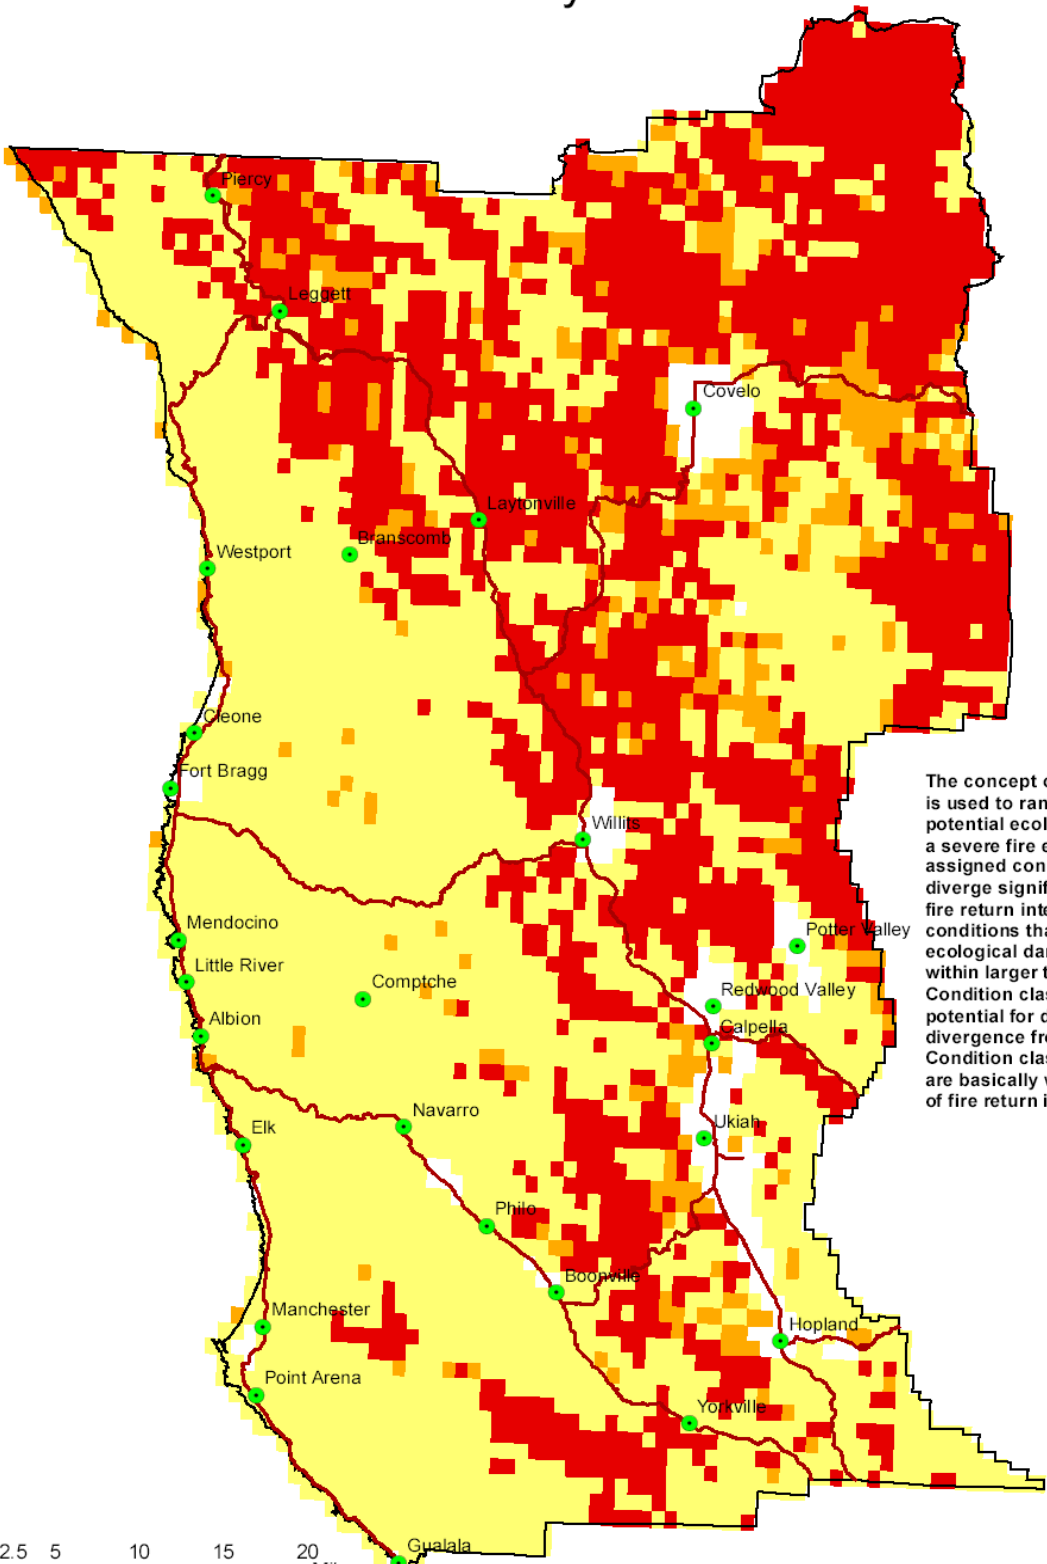 Piercy
Leggett
Covelo
Laytonville
Branscomb
Westport
Cleone
Fort Bragg
The concept o
is used to ran
potential ecol
a severe fire e
assigned con
diverge signif
fire return inte
conditions tha
ecological dar
within larger t
Condition clas
potential for d
divergence fro
Condition clas
are basically v
of fire return i
Willits
Mendocino
Potter Valley
Little River
Comptche
Redwood Valley
Albion
Calpella
Navarro
Elk
Ukiah
Philo
Boonville
Manchester
Hopland
Point Arena
Yorkville
Gualala
2.5 5 10 15 20